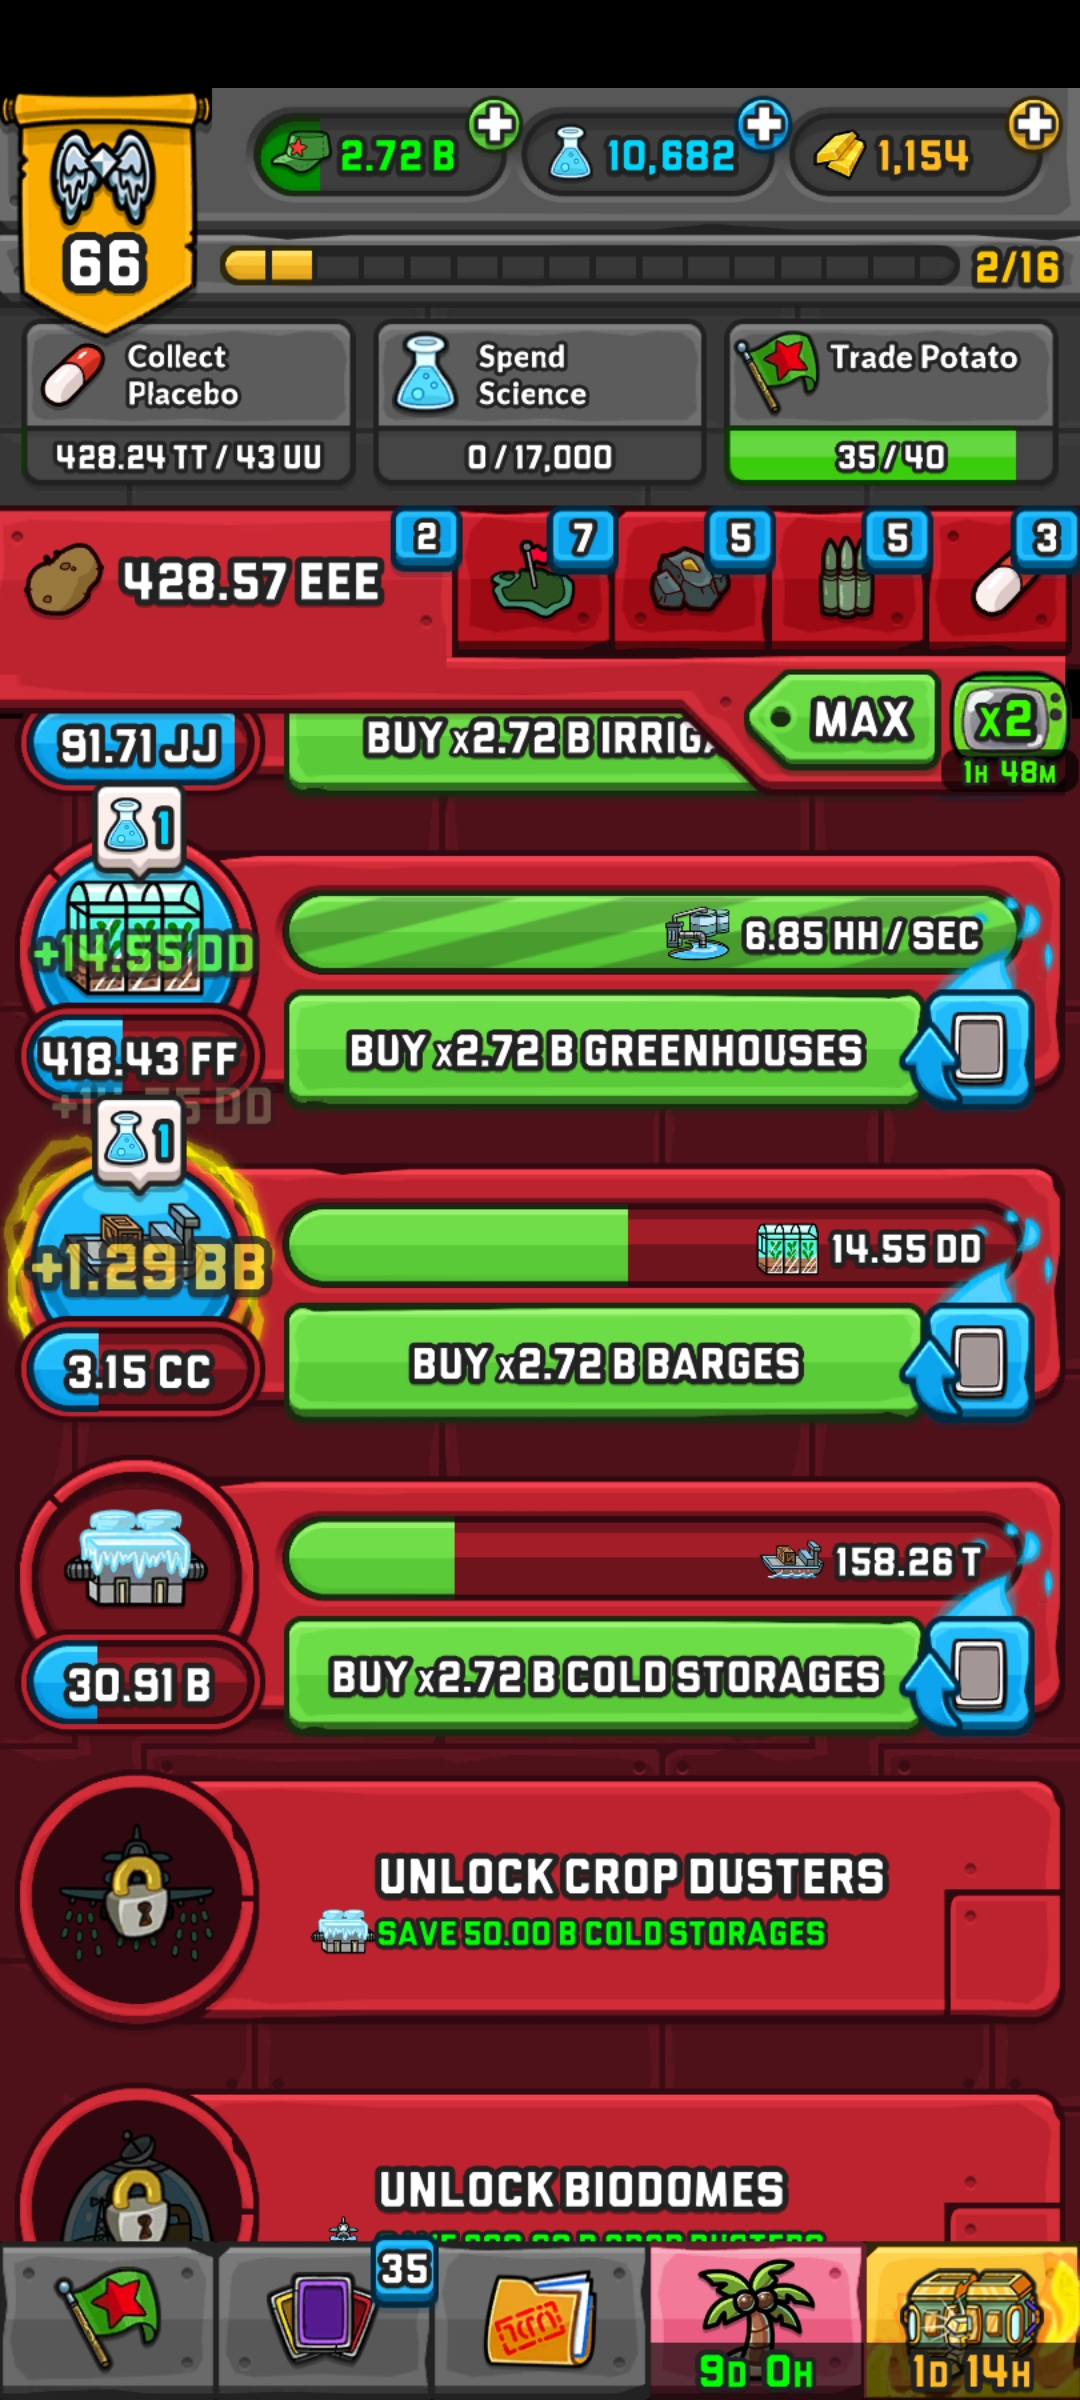 2.72 B
10,682
1,154
66
2/16
Collect
Placebo
428.24 TT / 43 UU
Spend
Science
0 / 17,000
Trade Potato
35 / 40
428.57 EEE
2
7
5
5
3
MAX
x2
1H 48M
91.71 JJ
BUY x2.72 B IRRIG
1
+14.55 DD
6.85 HH / SEC
418.43 FF
BUY x2.72 B GREENHOUSES
1
+1.29 BB
14.55 DD
3.15 CC
BUY x2.72 B BARGES
158.26 T
30.91 B
BUY x2.72 B COLD STORAGES
UNLOCK CROP DUSTERS
SAVE 50.00 B COLD STORAGES
UNLOCK BIODOMES
35
9D 0H
1D 14H